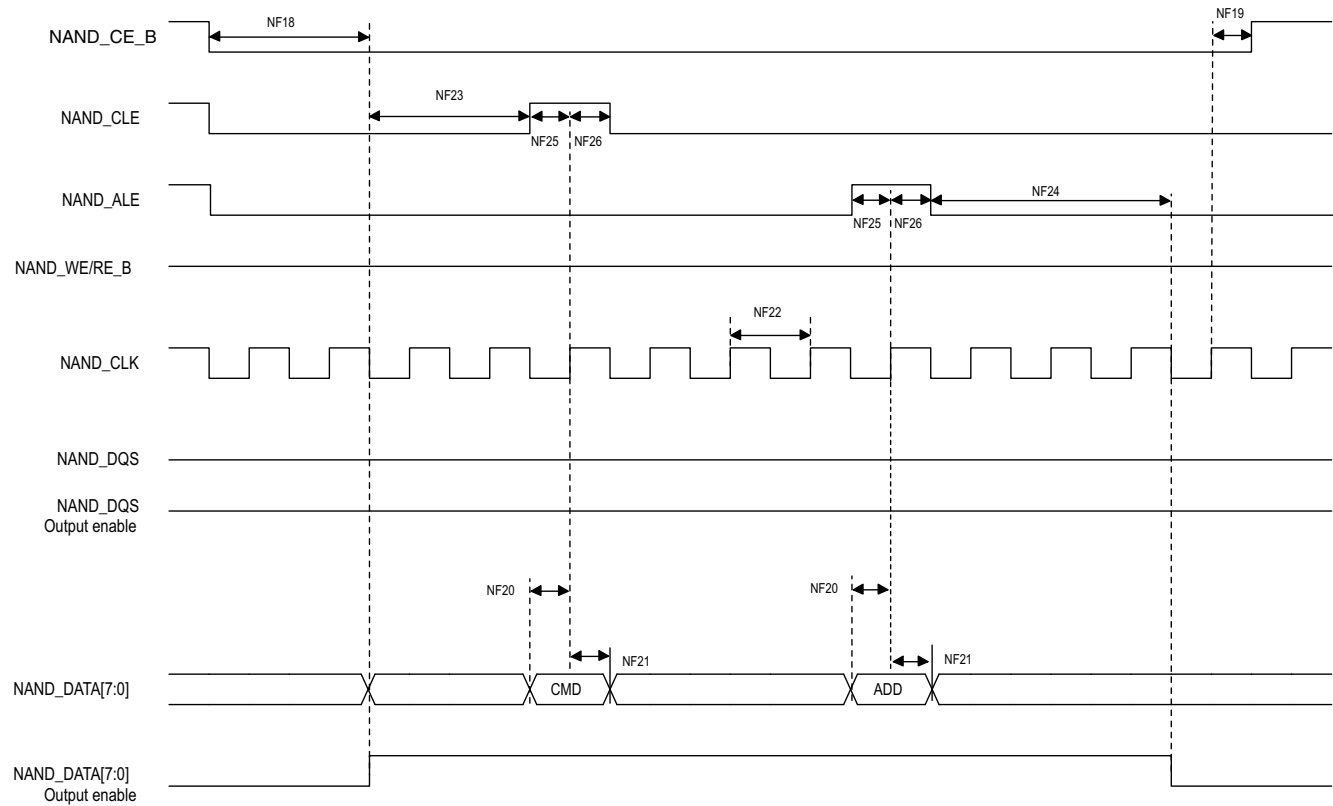 NF18
NF19
NAND_CE_B
NF23
NAND_CLE
NF25 NF26
NAND_ALE
NF24
NF25 NF26
NAND_WE/RE_B
NF22
NAND_CLK
NAND_DQS
NAND_DQS
Output enable
NF20
NF20
NF21
NF21
NAND_DATA[7:0]
CMD
ADD
NAND_DATA[7:0]
Output enable